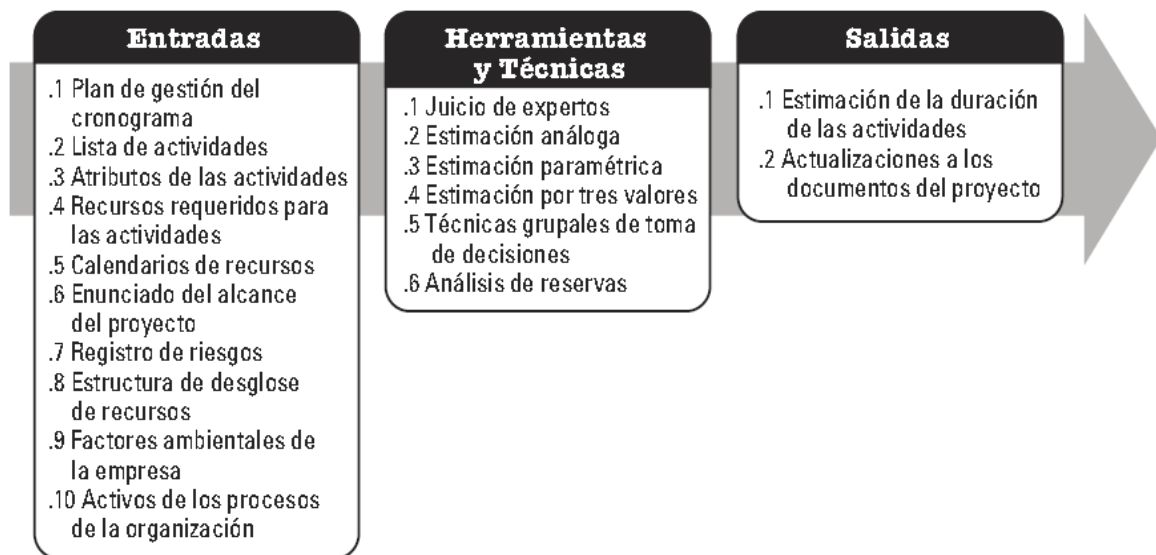 Entradas
.1 Plan de gestión del
cronograma
.2 Lista de actividades
.3 Atributos de las actividades
.4 Recursos requeridos para
las actividades
.5 Calendarios de recursos
.6 Enunciado del alcance
del proyecto
.7 Registro de riesgos
.8 Estructura de desglose
de recursos
.9 Factores ambientales de
la empresa
.10 Activos de los procesos
de la organización
Herramientas
y Técnicas
.1 Juicio de expertos
.2 Estimación análoga
.3 Estimación paramétrica
.4 Estimación por tres valores
.5 Técnicas grupales de toma
de decisiones
.6 Análisis de reservas
Salidas
.1 Estimación de la duración
de las actividades
.2 Actualizaciones a los
documentos del proyecto